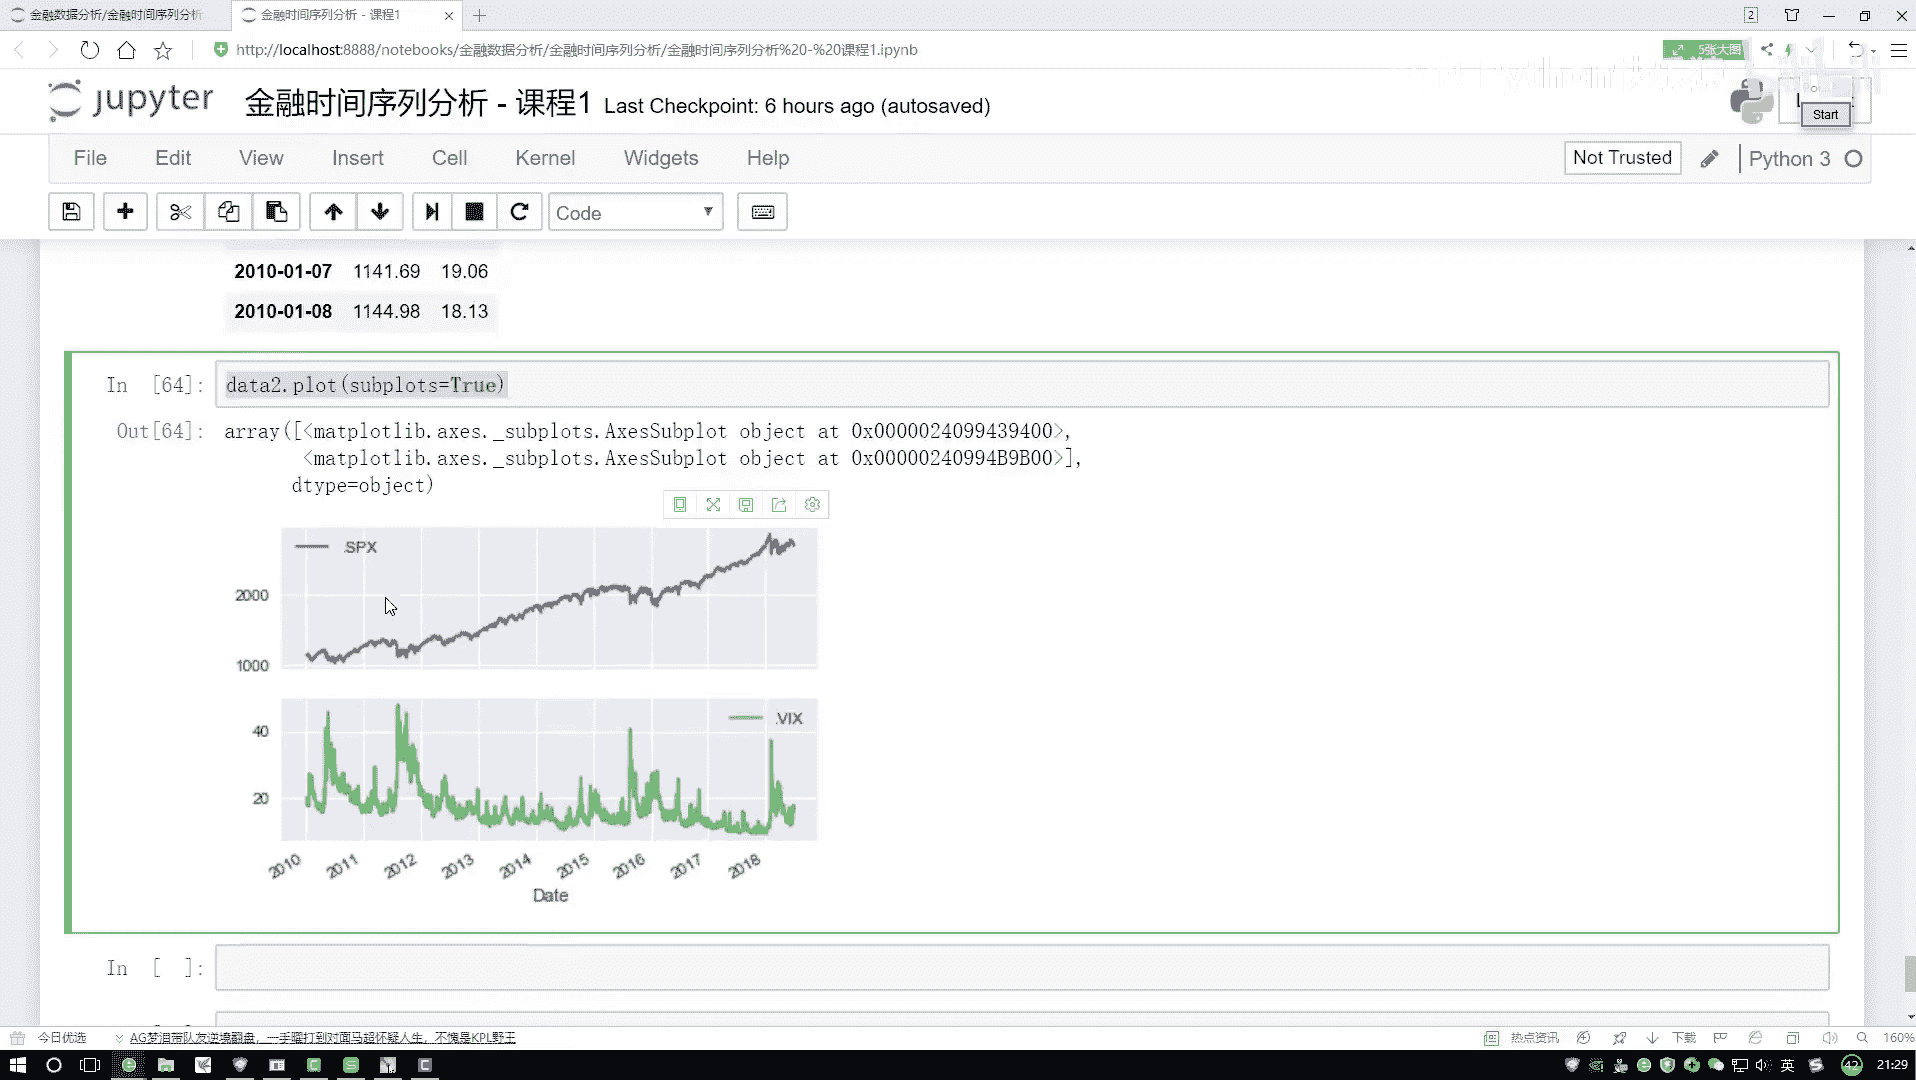 金融数据分析/金融时间序列分析
金融时间序列分析 - 课程1
2
http://localhost:8888/notebooks/金融数据分析/金融时间序列分析/金融时间序列分析%20-%20课程1.ipynb
5张大图
jupyter
金融时间序列分析 - 课程1 Last Checkpoint: 6 hours ago (autosaved)
Start
File Edit View Insert Cell Kernel Widgets Help
Not Trusted
Python 3
Code
2010-01-07 1141.69 19.06
2010-01-08 1144.98 18.13
In [64]: data2.plot(subplots=True)
Out[64]: array([<matplotlib.axes._subplots.AxesSubplot object at 0x0000024099439400>,
<matplotlib.axes._subplots.AxesSubplot object at 0x00000240994B9B00>],
dtype=object)
.SPX
2000
1000
.VIX
40
20
2010 2011 2012 2013 2014 2015 2016 2017 2018
Date
In [ ]:
今日优选
AG梦泪带队友逆境翻盘，一手曜打到对面马超怀疑人生，不愧是KPL野王
热点资讯
下载
160%
英
42
21:29